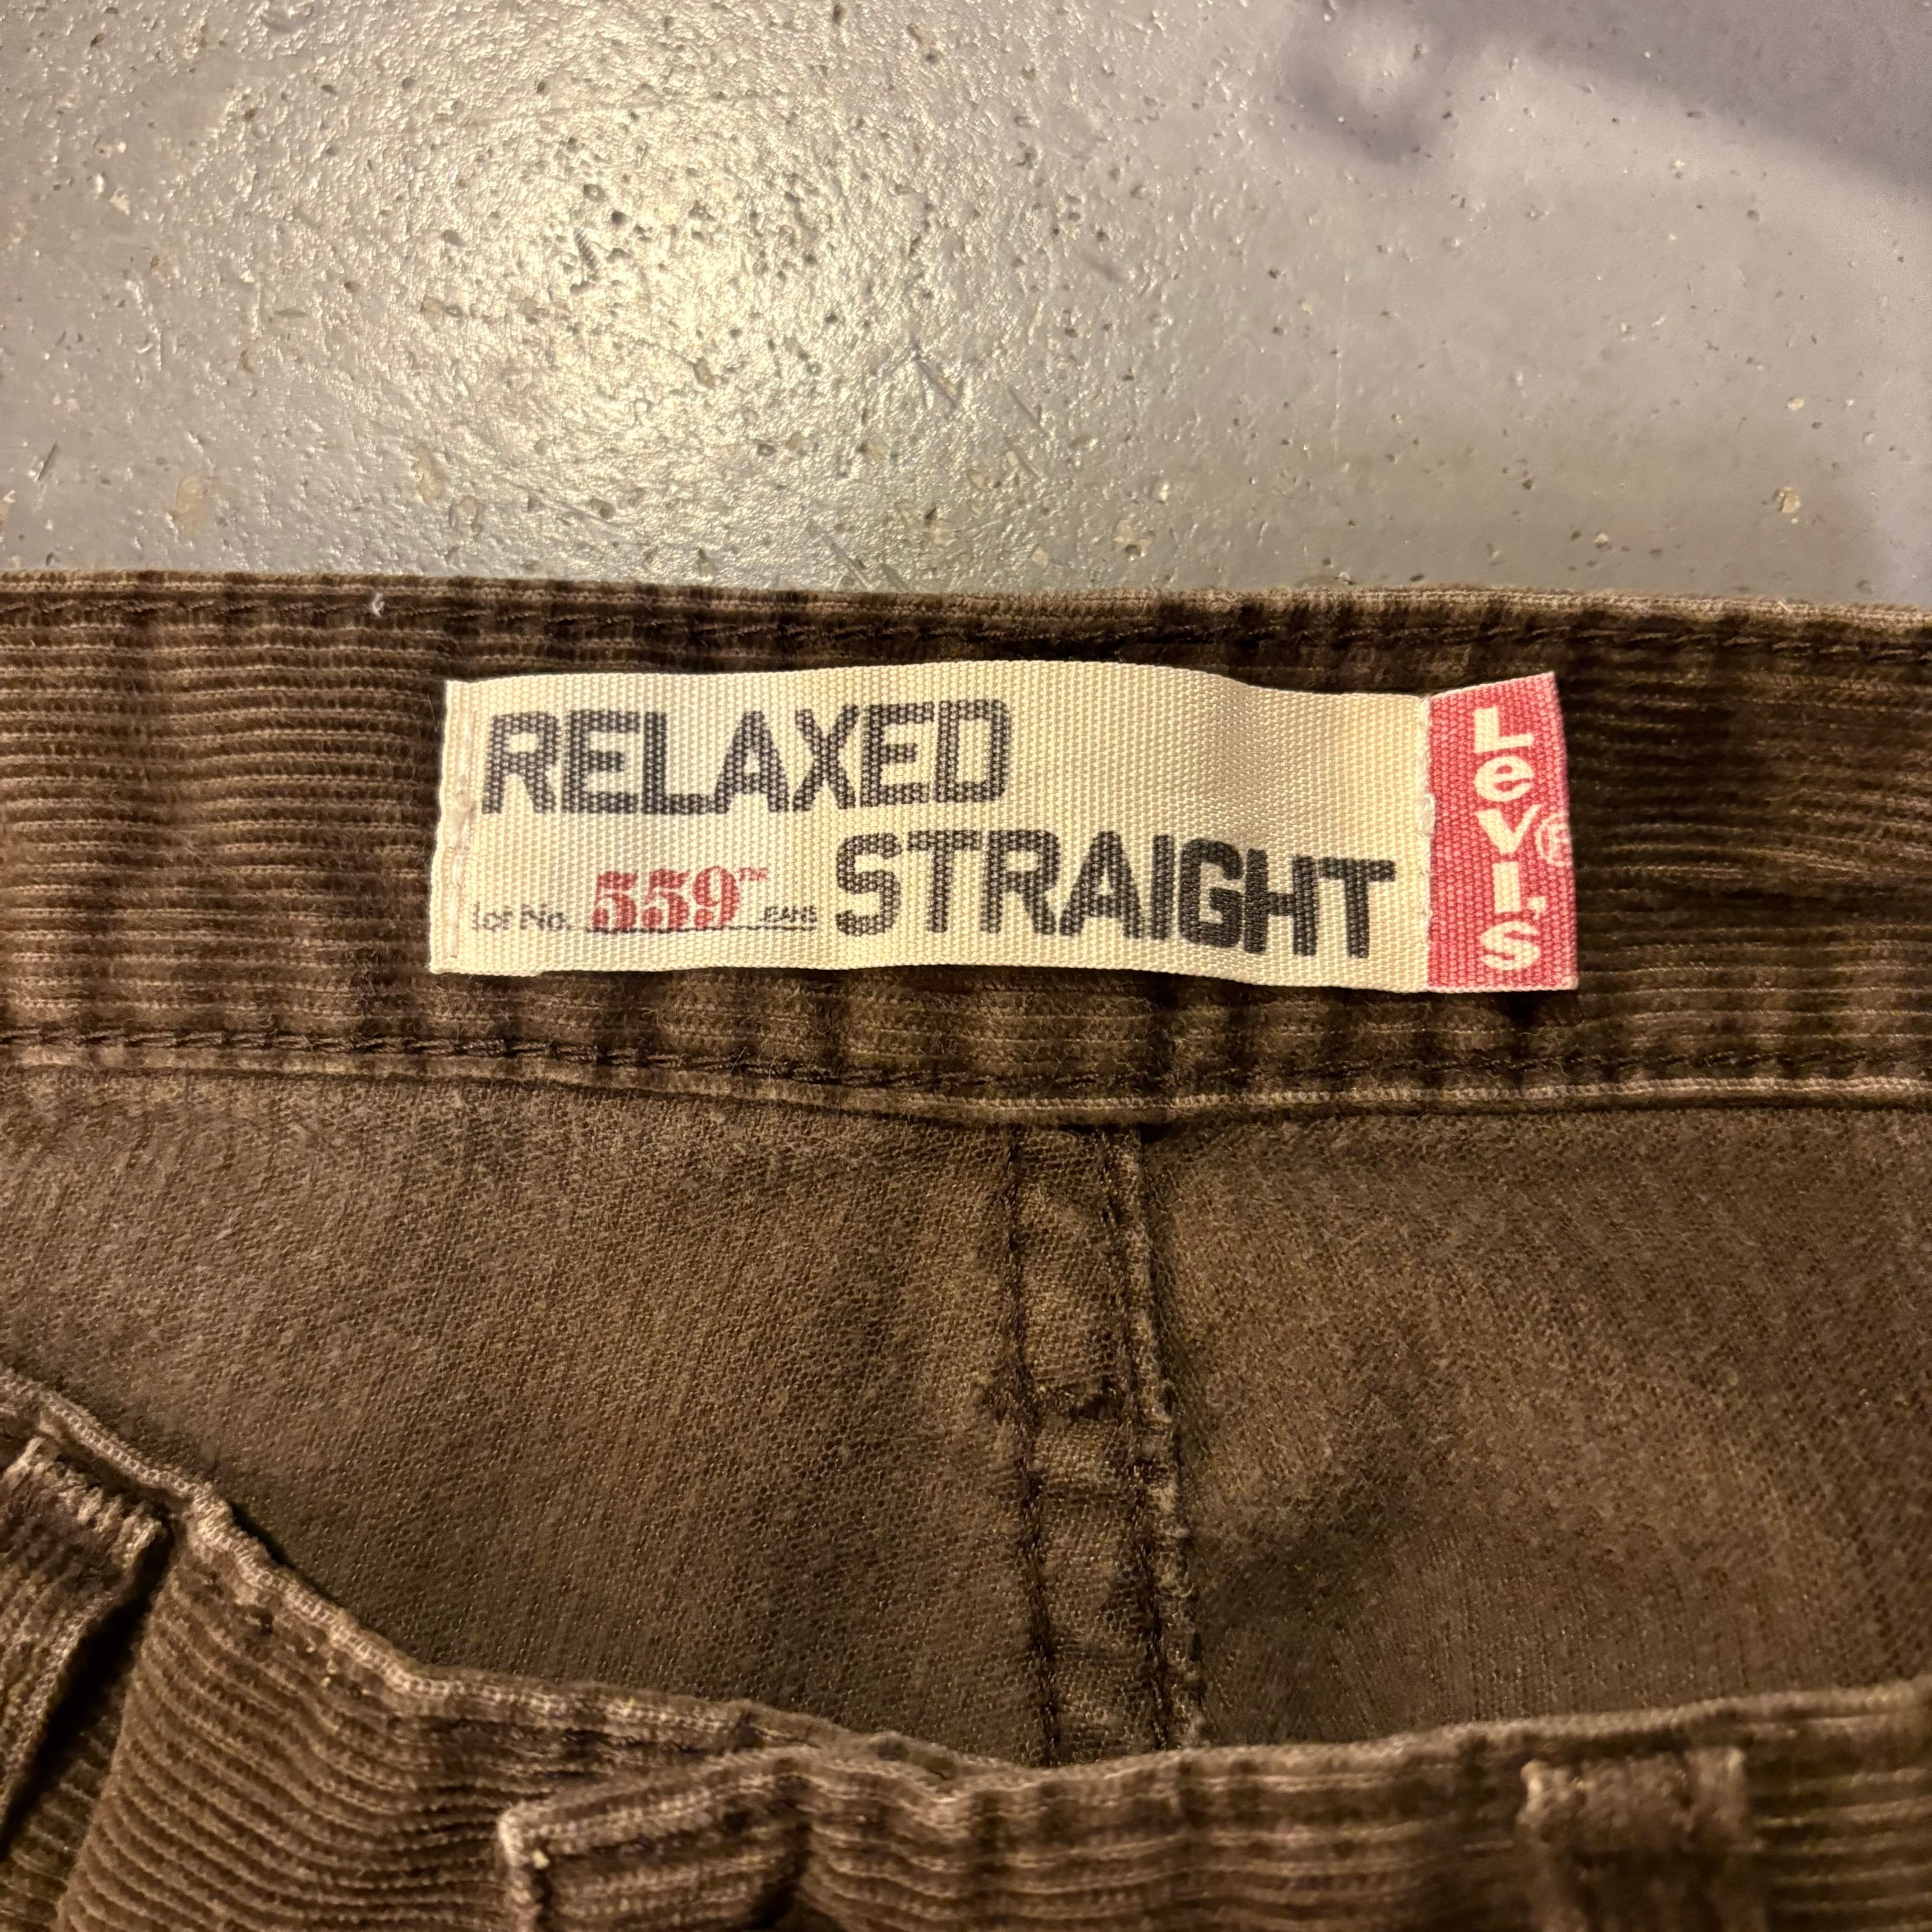 RELAXED
STRAIGHT
Lot No. 559™ JEANS
LeVI'S®